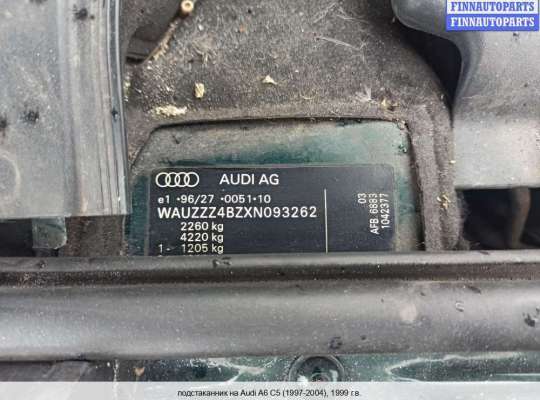 FINNAUTOPARTS
FINNAUTOPARTS
AUDI AG
e1 •96/27 •0051•10
WAUZZZ4BZXN093262
2260 kg
4220 kg
1- 1205 kg
03
AFB 6883
1042377
подстаканник на Audi A6 C5 (1997-2004), 1999 г.в.